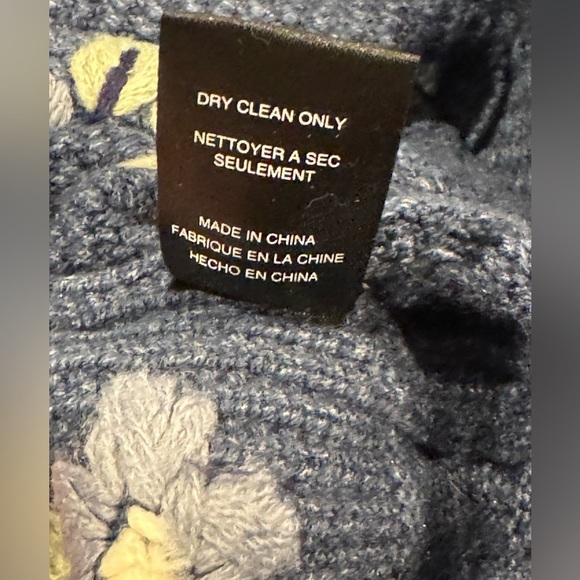 DRY CLEAN ONLY
NETTOYER A SEC
SEULEMENT
MADE IN CHINA
FABRIQUE EN LA CHINE
HECHO EN CHINA